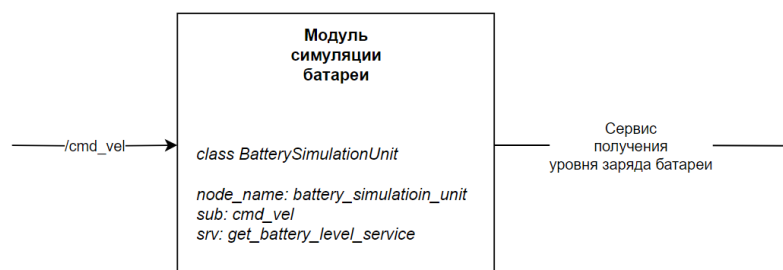 Модуль
симуляции
батареи
/cmd_vel
class BatterySimulationUnit
node_name: battery_simulatioin_unit
sub: cmd_vel
srv: get_battery_level_service
Сервис
получения
уровня заряда батареи